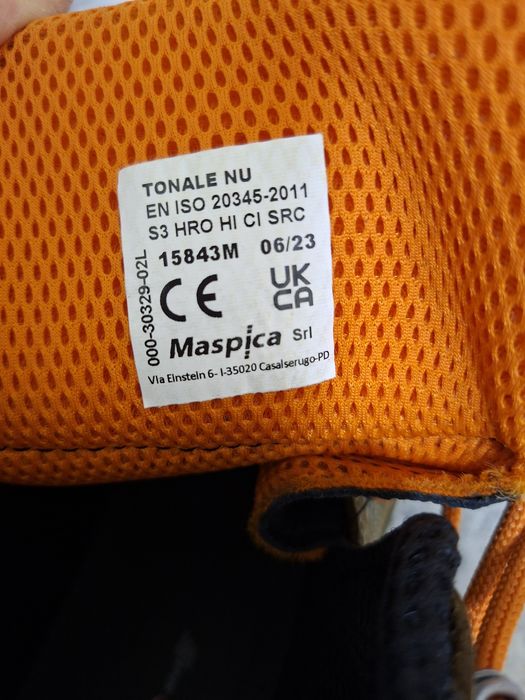 TONALE NU
EN ISO 20345-2011
S3 HRO HI CI SRC
15843M 06/23
CE UK CA
Maspica Srl
Via Einstein 6- I-35020 Casalserugo-PD
000-30329-02L